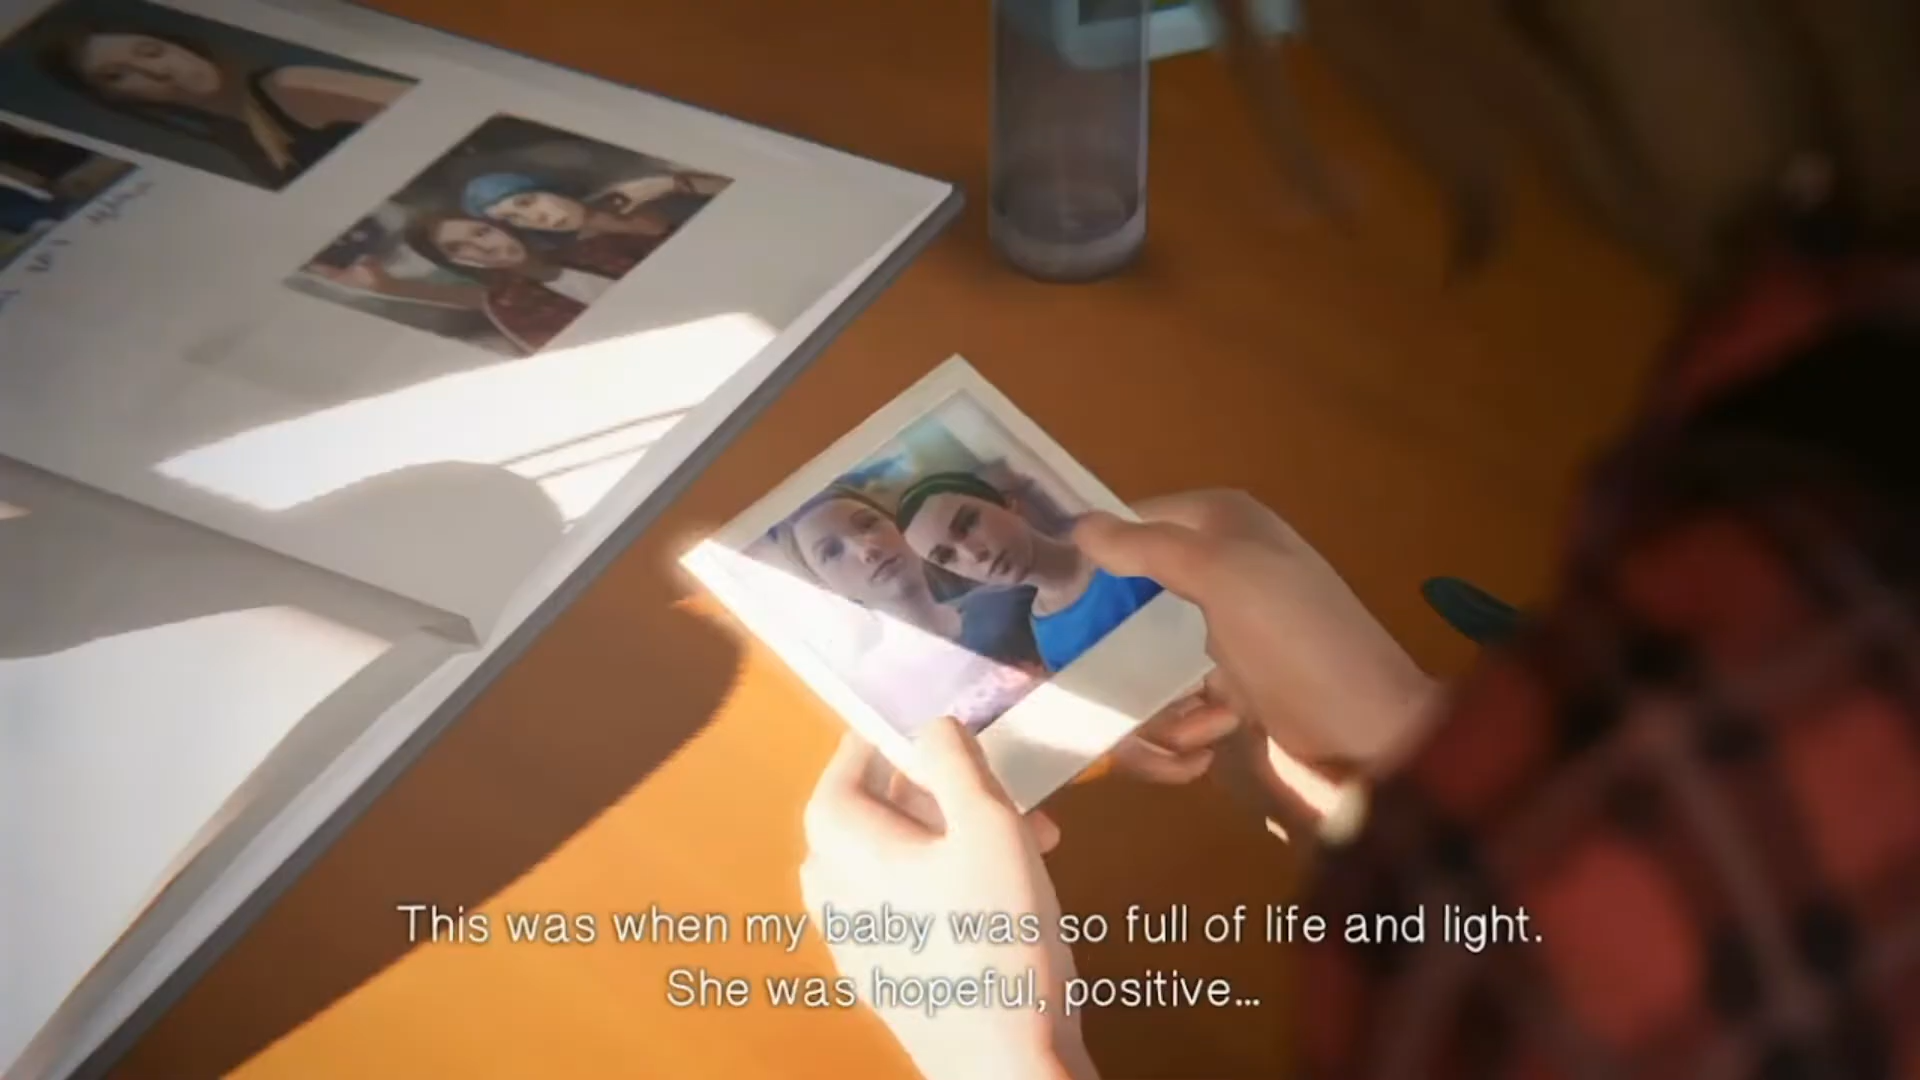 This was when my baby was so full of life and light.
She was hopeful, positive...